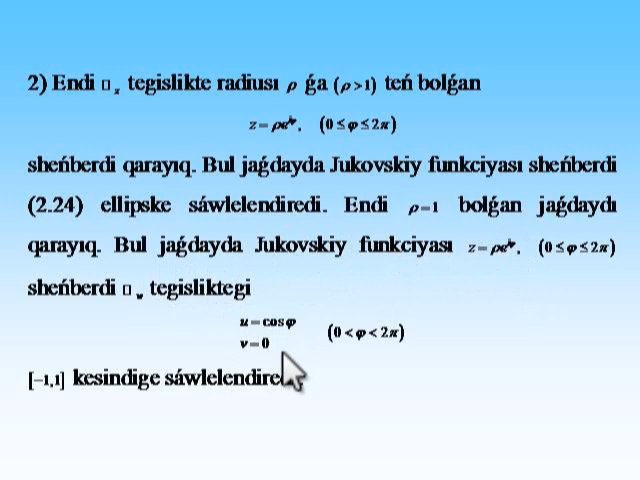 2) Endi □ z tegislikte radiusı ρ ǵa (ρ>1) teń bolǵan
z=ρe^{iφ}, (0≤φ≤2π)
sheńberdi qarayıq. Bul jaǵdayda Jukovskiy funkciyası sheńberdi
(2.24) ellipske sáwlelendiredi. Endi ρ=1 bolǵan jaǵdaydı
qarayıq. Bul jaǵdayda Jukovskiy funkciyası z=ρe^{iφ}, (0≤φ≤2π)
sheńberdi □ w tegisliktegi
u=cosφ
v=0 (0<φ<2π)
[−1,1] kesindige sáwlelendire